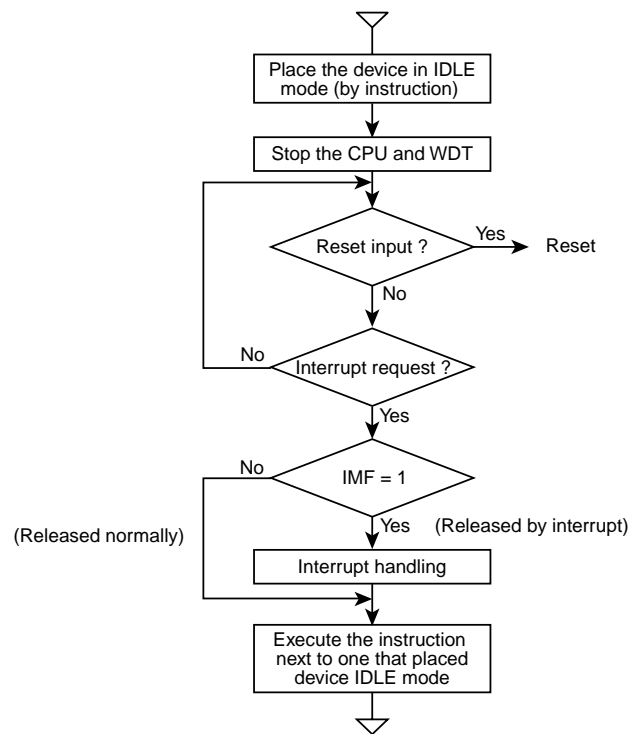 Place the device in IDLE
mode (by instruction)
Stop the CPU and WDT
Reset input ?
Yes
Reset
No
No
Interrupt request ?
Yes
No
IMF = 1
(Released normally)
Yes
(Released by interrupt)
Interrupt handling
Execute the instruction
next to one that placed
device IDLE mode